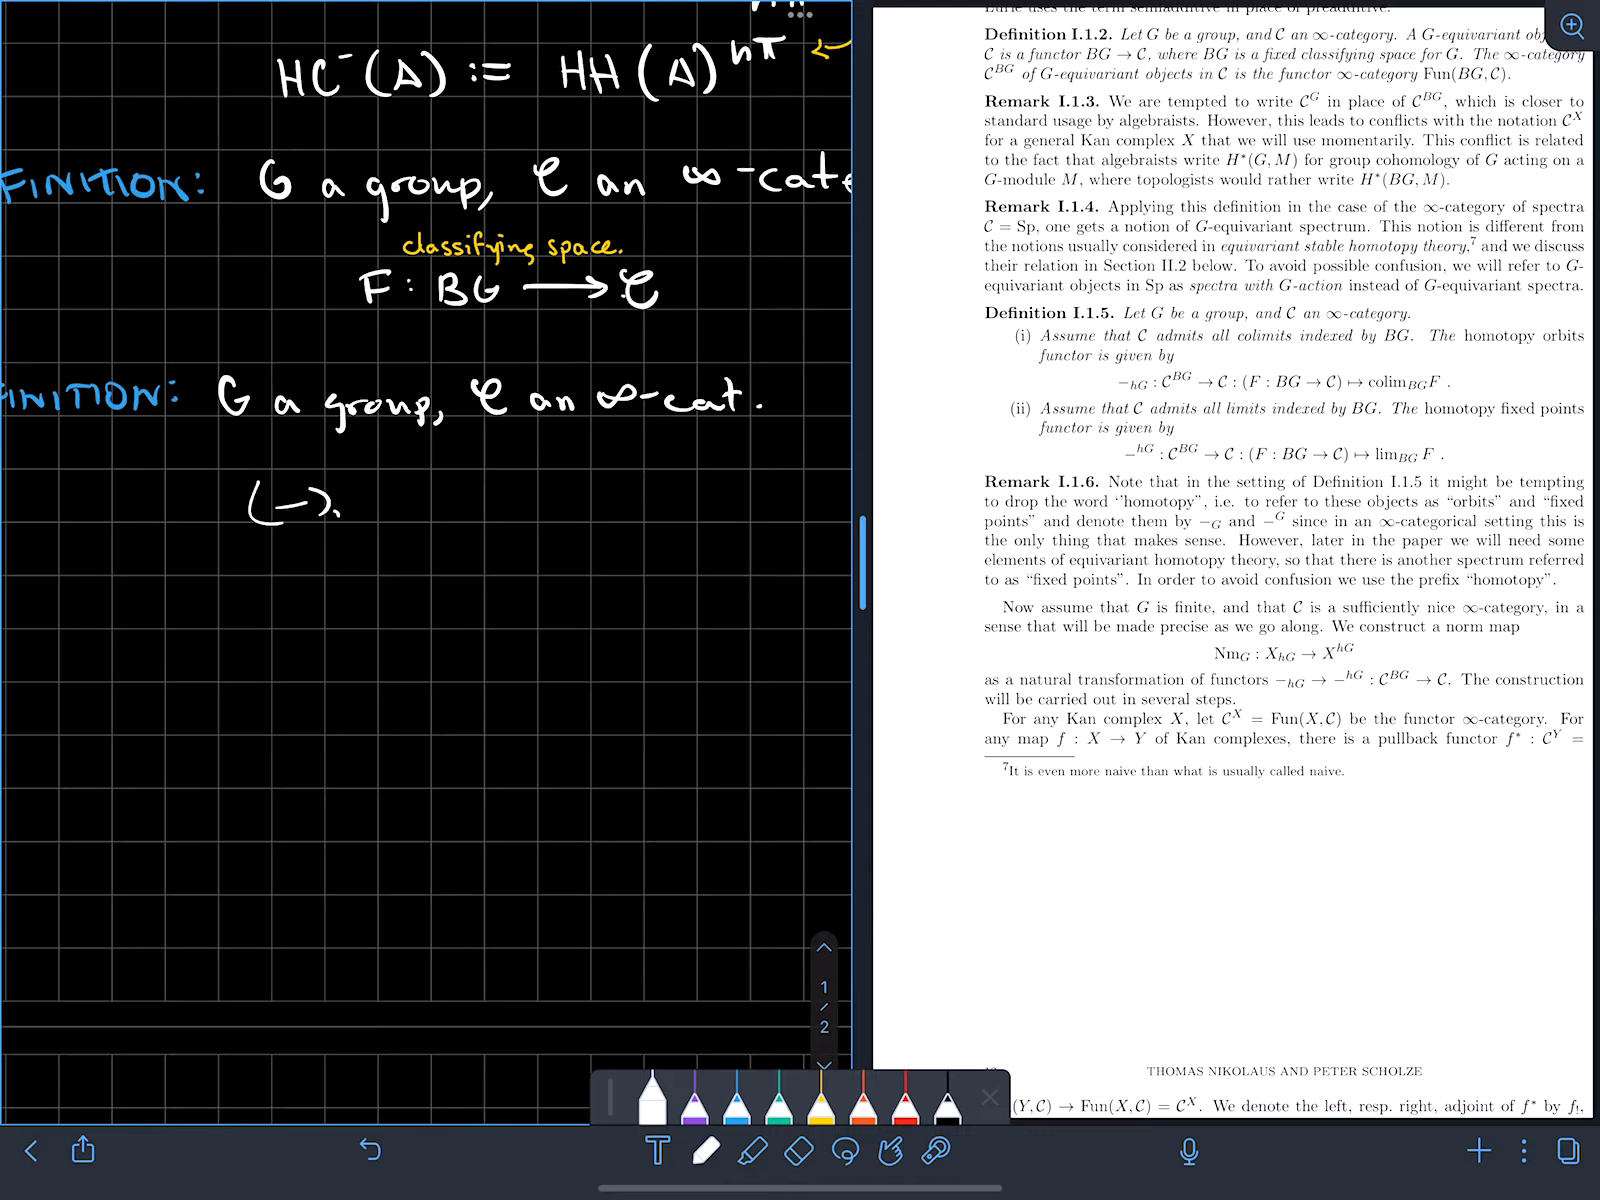 HC⁻(A) := HH(A)^{hπ} ←
FINITION: G a group, 𝒞 an ∞-cat
classifying space.
F : BG ⟶ 𝒞
INITION: G a group, 𝒞 an ∞-cat.
(–)
1
/
2
Lurie uses the term semiadditive in place of preadditive.
Definition I.1.2. Let G be a group, and 𝒞 an ∞-category. A G-equivariant obj
𝒞 is a functor BG → 𝒞, where BG is a fixed classifying space for G. The ∞-category
𝒞^{BG} of G-equivariant objects in 𝒞 is the functor ∞-category Fun(BG, 𝒞).
Remark I.1.3. We are tempted to write 𝒞^G in place of 𝒞^{BG}, which is closer to
standard usage by algebraists. However, this leads to conflicts with the notation 𝒞^X
for a general Kan complex X that we will use momentarily. This conflict is related
to the fact that algebraists write H*(G, M) for group cohomology of G acting on a
G-module M, where topologists would rather write H*(BG, M).
Remark I.1.4. Applying this definition in the case of the ∞-category of spectra
𝒞 = Sp, one gets a notion of G-equivariant spectrum. This notion is different from
the notions usually considered in equivariant stable homotopy theory,⁷ and we discuss
their relation in Section II.2 below. To avoid possible confusion, we will refer to G-
equivariant objects in Sp as spectra with G-action instead of G-equivariant spectra.
Definition I.1.5. Let G be a group, and 𝒞 an ∞-category.
(i) Assume that 𝒞 admits all colimits indexed by BG. The homotopy orbits
functor is given by
−_{hG} : 𝒞^{BG} → 𝒞 : (F : BG → 𝒞) ↦ colim_{BG} F .
(ii) Assume that 𝒞 admits all limits indexed by BG. The homotopy fixed points
functor is given by
−^{hG} : 𝒞^{BG} → 𝒞 : (F : BG → 𝒞) ↦ lim_{BG} F .
Remark I.1.6. Note that in the setting of Definition I.1.5 it might be tempting
to drop the word ‘’homotopy”, i.e. to refer to these objects as “orbits” and “fixed
points” and denote them by −_G and −^G since in an ∞-categorical setting this is
the only thing that makes sense. However, later in the paper we will need some
elements of equivariant homotopy theory, so that there is another spectrum referred
to as “fixed points”. In order to avoid confusion we use the prefix “homotopy”.
Now assume that G is finite, and that 𝒞 is a sufficiently nice ∞-category, in a
sense that will be made precise as we go along. We construct a norm map
Nm_G : X_{hG} → X^{hG}
as a natural transformation of functors −_{hG} → −^{hG} : 𝒞^{BG} → 𝒞. The construction
will be carried out in several steps.
For any Kan complex X, let 𝒞^X = Fun(X, 𝒞) be the functor ∞-category. For
any map f : X → Y of Kan complexes, there is a pullback functor f* : 𝒞^Y =
⁷It is even more naive than what is usually called naive.
THOMAS NIKOLAUS AND PETER SCHOLZE
(Y, 𝒞) → Fun(X, 𝒞) = 𝒞^X. We denote the left, resp. right, adjoint of f* by f_!,
T